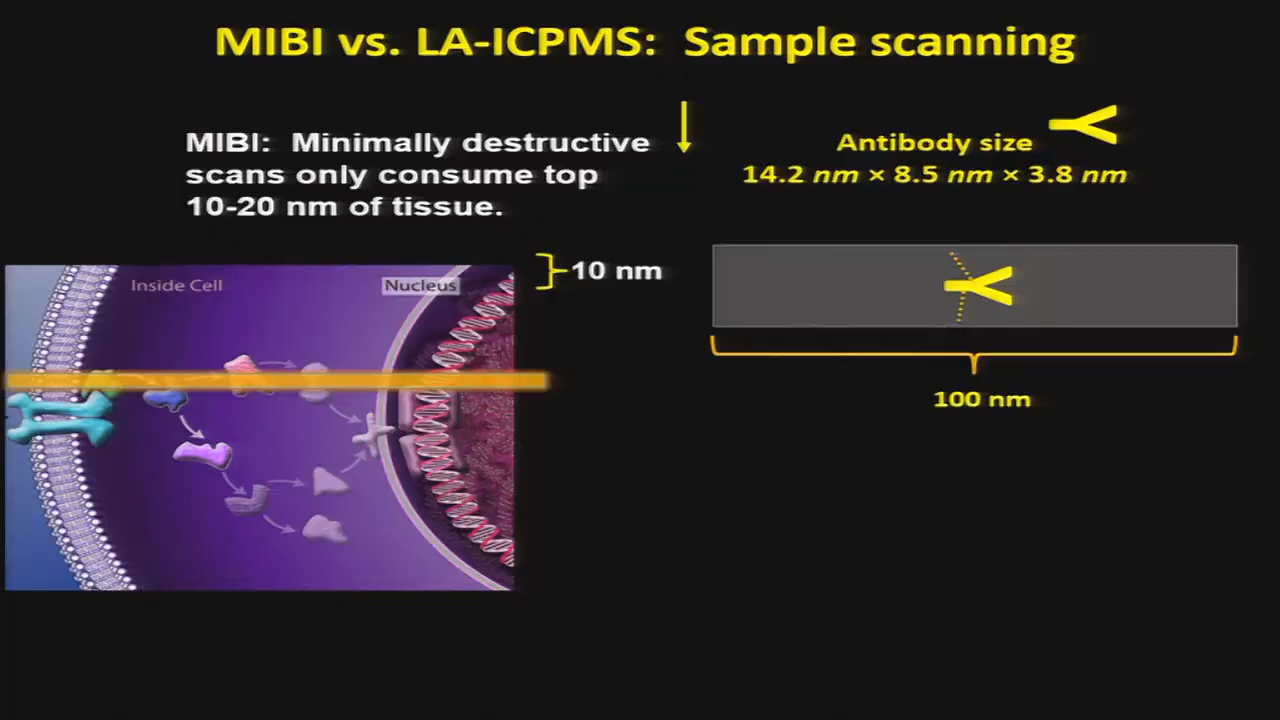 MIBI vs. LA-ICPMS: Sample scanning
MIBI: Minimally destructive
scans only consume top
10-20 nm of tissue.
Antibody size
14.2 nm × 8.5 nm × 3.8 nm
Inside Cell
Nucleus
10 nm
100 nm